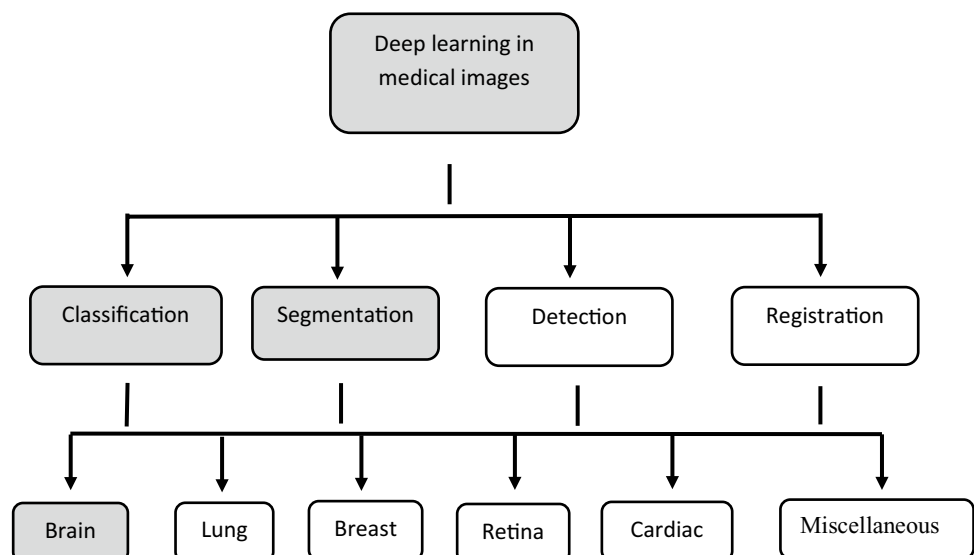 Deep learning in
medical images
Classification
Segmentation
Detection
Registration
Brain
Lung
Breast
Retina
Cardiac
Miscellaneous